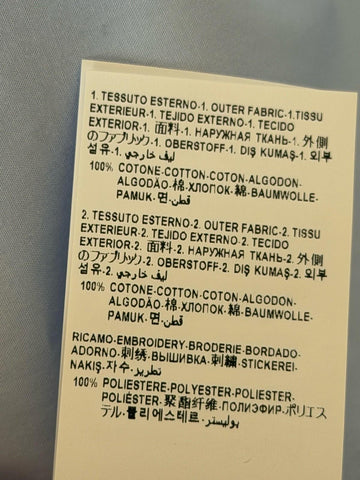 1. TESSUTO ESTERNO-1. OUTER FABRIC-1.TISSU
EXTERIEUR-1. TEJIDO EXTERNO-1. TECIDO
EXTERIOR-1. 面料-1. НАРУЖНАЯ ТКАНЬ-1. 外側
のファブリック-1. OBERSTOFF-1. DIŞ KUMAŞ-1. 외부
섬유-1. ليف خارجي
100% COTONE-COTTON-COTON-ALGODON-
ALGODÃO-棉-ХЛОПОК-綿-BAUMWOLLE-
PAMUK-면-قطن
2. TESSUTO ESTERNO-2. OUTER FABRIC-2. TISSU
EXTERIEUR-2. TEJIDO EXTERNO-2. TECIDO
EXTERIOR-2. 面料-2. НАРУЖНАЯ ТКАНЬ-2. 外側
のファブリック-2. OBERSTOFF-2. DIŞ KUMAŞ-2. 외부
섬유-2. ليف خارجي
100% COTONE-COTTON-COTON-ALGODON-
ALGODÃO-棉-ХЛОПОК-綿-BAUMWOLLE-
PAMUK-면-قطن
RICAMO-EMBROIDERY-BRODERIE-BORDADO-
ADORNO-刺绣-ВЫШИВКА-刺繍-STICKEREI-
NAKIŞ-자수-تطريز
100% POLIESTERE-POLYESTER-POLIESTER-
POLIÉSTER-聚酯纤维-ПОЛИЭФИР-ポリエス
テル-폴리에스테르-بوليستر